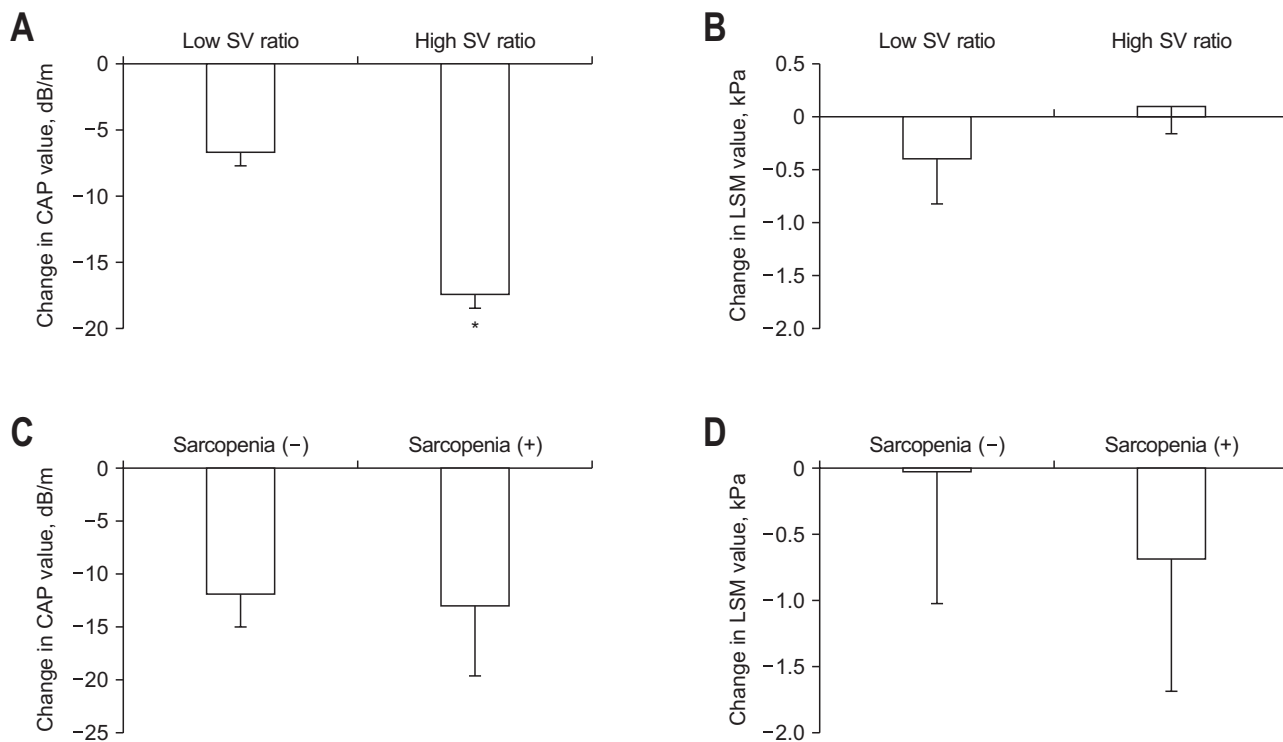 A
Low SV ratio
High SV ratio
Change in CAP value, dB/m
0
−5
−10
−15
−20
*
B
Low SV ratio
High SV ratio
Change in LSM value, kPa
0.5
0
−0.5
−1.0
−1.5
−2.0
C
Sarcopenia (−)
Sarcopenia (+)
Change in CAP value, dB/m
0
−5
−10
−15
−20
−25
D
Sarcopenia (−)
Sarcopenia (+)
Change in LSM value, kPa
0
−0.5
−1.0
−1.5
−2.0